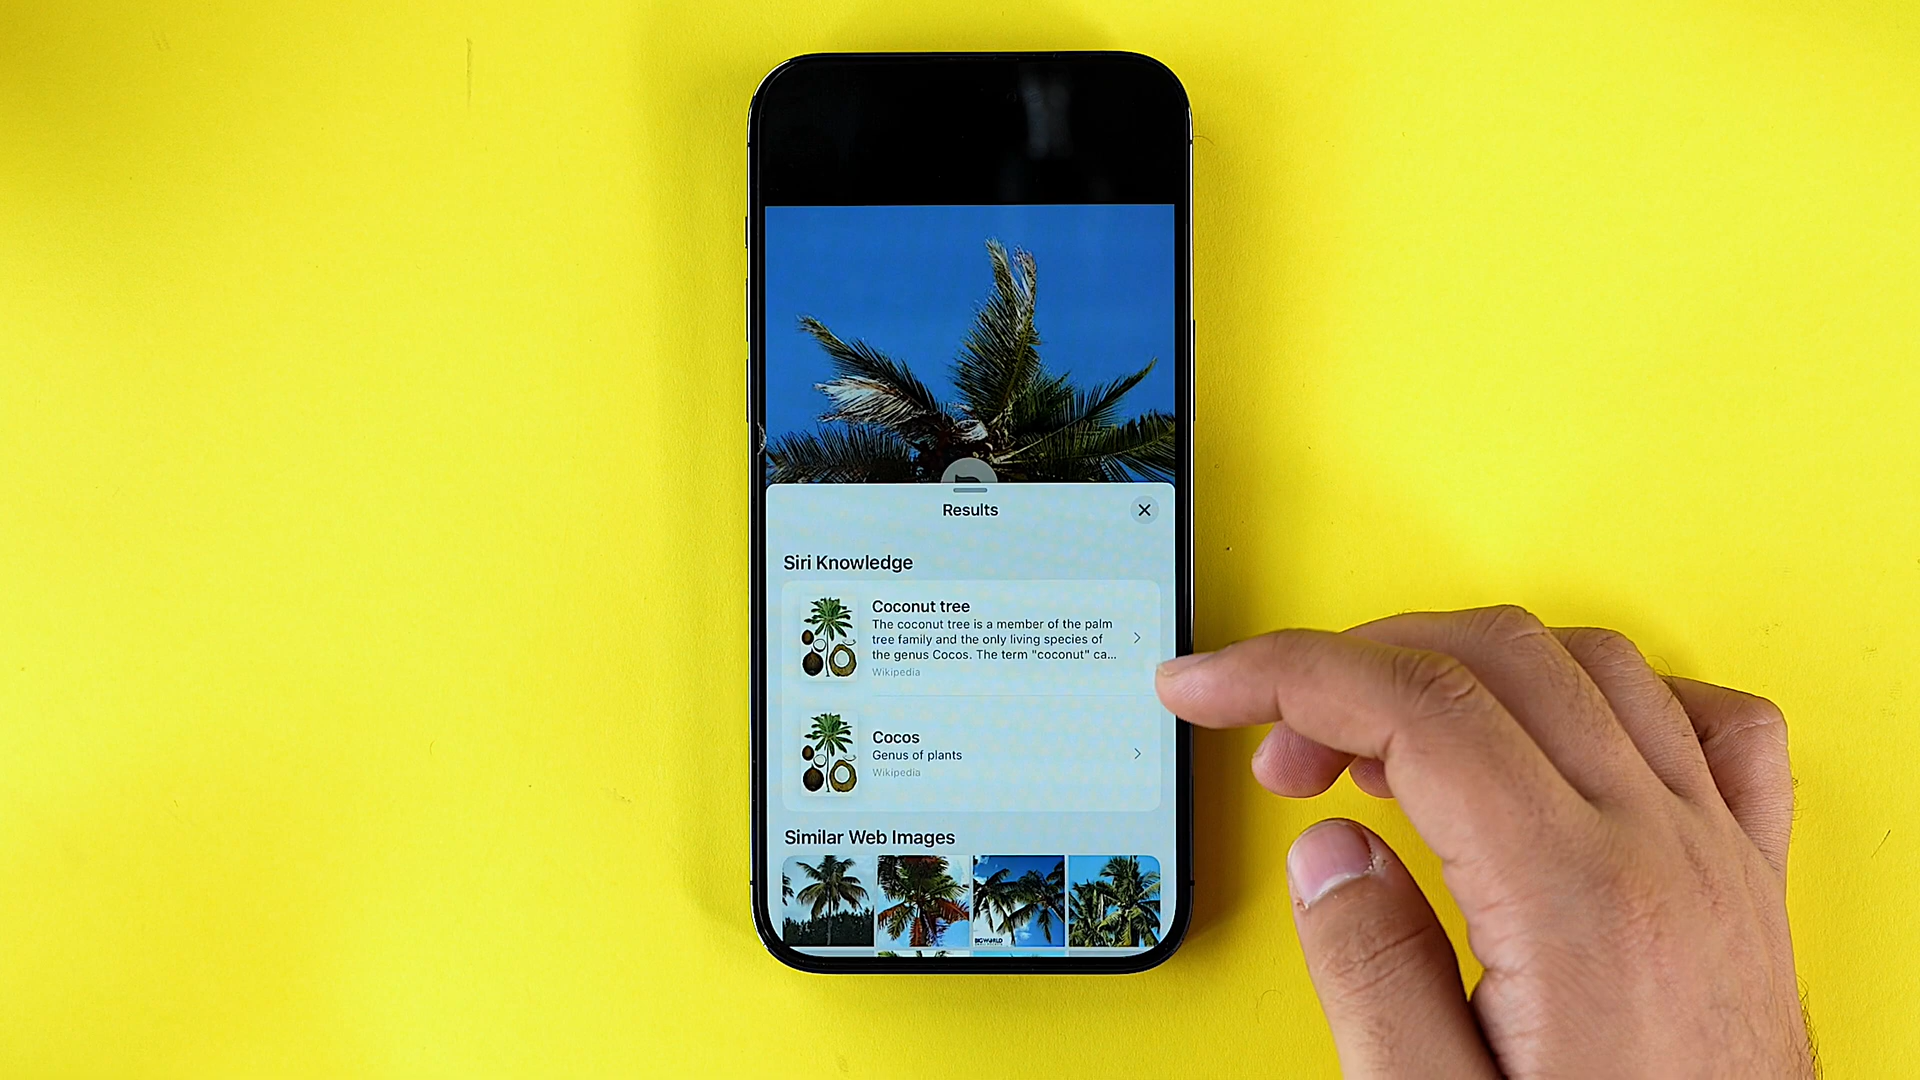 Results
Siri Knowledge
Coconut tree
The coconut tree is a member of the palm
tree family and the only living species of
the genus Cocos. The term "coconut" ca...
Wikipedia
Cocos
Genus of plants
Wikipedia
Similar Web Images
BIGWORLD